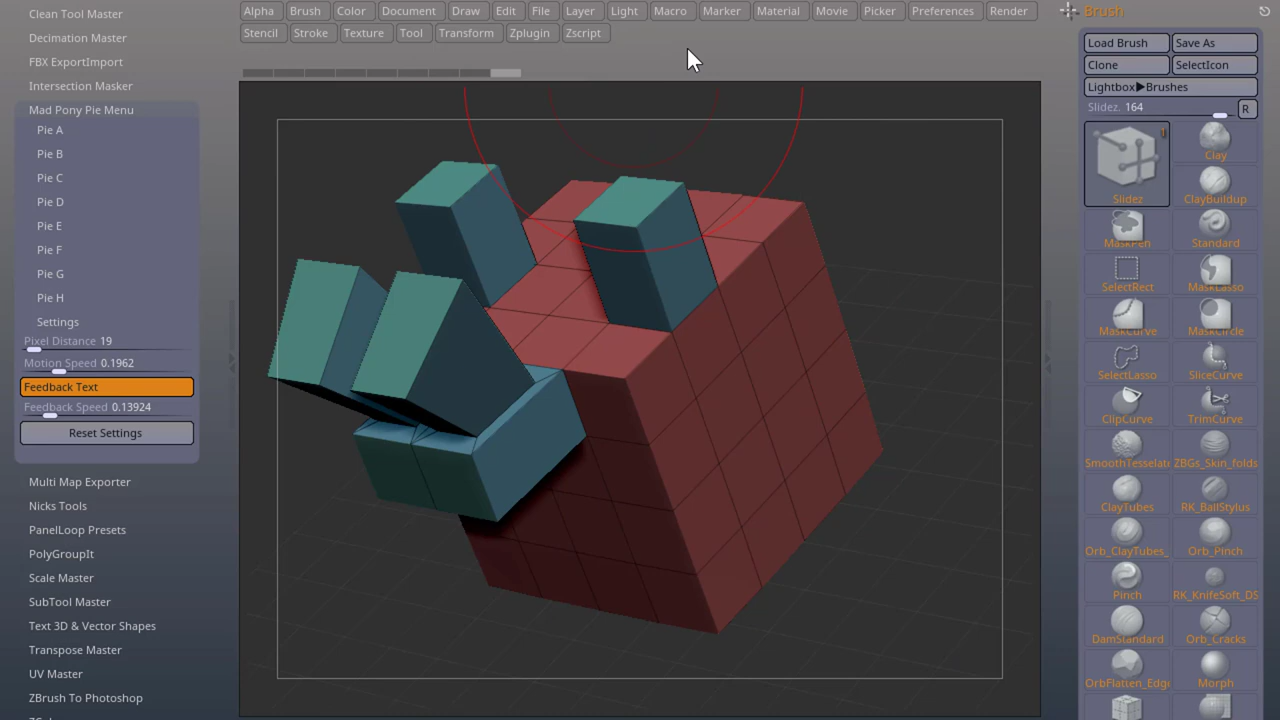 Alpha Brush Color Document Draw Edit File Layer Light Macro Marker Material Movie Picker Preferences Render
Stencil Stroke Texture Tool Transform Zplugin Zscript
Clean Tool Master
Decimation Master
FBX ExportImport
Intersection Masker
Mad Pony Pie Menu
Pie A
Pie B
Pie C
Pie D
Pie E
Pie F
Pie G
Pie H
Settings
Pixel Distance 19
Motion Speed 0.1962
Feedback Text
Feedback Speed 0.13924
Reset Settings
Multi Map Exporter
Nicks Tools
PanelLoop Presets
PolyGroupIt
Scale Master
SubTool Master
Text 3D & Vector Shapes
Transpose Master
UV Master
ZBrush To Photoshop
Brush
Load Brush Save As
Clone SelectIcon
Lightbox▶Brushes
Slidez. 164 R
Slidez Clay
ClayBuildup
MaskPen Standard
SelectRect MaskLasso
MaskCurve MaskCircle
SelectLasso SliceCurve
ClipCurve TrimCurve
SmoothTesselat ZBGs_Skin_folds
ClayTubes RK_BallStylus
Orb_ClayTubes_ Orb_Pinch
Pinch RK_KnifeSoft_DS
DamStandard Orb_Cracks
OrbFlatten_Edge Morph